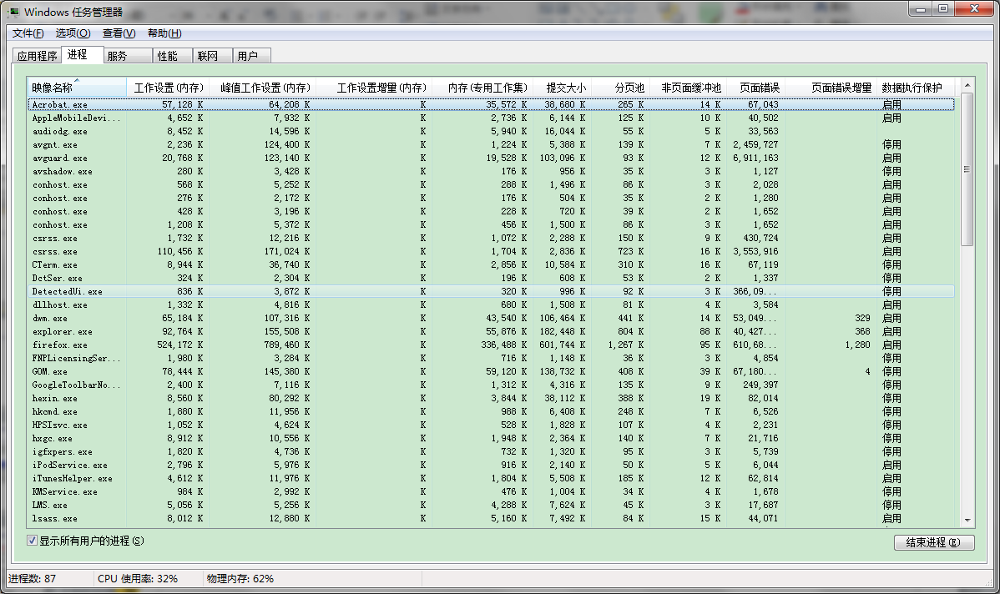 Windows 任务管理器
文件(F) 选项(O) 查看(V) 帮助(H)
应用程序 进程 服务 性能 联网 用户
映像名称 工作设置(内存) 峰值工作设置(内存) 工作设置增量(内存) 内存(专用工作集) 提交大小 分页池 非页面缓冲池 页面错误 页面错误增量 数据执行保护
Acrobat.exe 57,128 K 64,208 K K 35,572 K 38,680 K 265 K 14 K 67,043 启用
AppleMobileDevi... 4,652 K 7,932 K K 2,736 K 6,144 K 125 K 10 K 40,502 启用
audiodg.exe 8,452 K 14,596 K K 5,940 K 16,044 K 55 K 5 K 33,563
avgnt.exe 2,236 K 124,400 K K 1,224 K 5,388 K 139 K 7 K 2,459,727 停用
avguard.exe 20,768 K 123,140 K K 19,528 K 103,096 K 93 K 12 K 6,911,163 启用
avshadow.exe 280 K 3,428 K K 176 K 956 K 35 K 3 K 1,127 停用
conhost.exe 568 K 5,252 K K 288 K 1,496 K 86 K 3 K 2,028 启用
conhost.exe 276 K 2,172 K K 176 K 504 K 35 K 2 K 1,280 启用
conhost.exe 428 K 3,196 K K 228 K 720 K 39 K 2 K 1,652 启用
conhost.exe 1,208 K 5,372 K K 456 K 1,500 K 86 K 3 K 1,652 启用
csrss.exe 1,732 K 12,216 K K 1,072 K 2,288 K 150 K 9 K 430,724 启用
csrss.exe 110,456 K 171,024 K K 1,704 K 2,836 K 723 K 16 K 3,553,916 启用
CTerm.exe 8,944 K 36,740 K K 2,856 K 10,584 K 310 K 16 K 67,119 停用
DctSer.exe 324 K 2,304 K K 196 K 608 K 53 K 2 K 1,337 停用
DetectedUi.exe 836 K 3,872 K K 320 K 996 K 92 K 3 K 366,09... 停用
dllhost.exe 1,332 K 4,816 K K 680 K 1,508 K 81 K 4 K 3,584 启用
dwm.exe 65,184 K 107,316 K K 43,540 K 106,464 K 441 K 14 K 53,049... 329 启用
explorer.exe 92,764 K 155,508 K K 55,876 K 182,448 K 804 K 88 K 40,427... 368 启用
firefox.exe 524,172 K 789,460 K K 336,488 K 601,744 K 1,267 K 95 K 610,68... 1,280 启用
FNPLicensingSer... 1,980 K 3,284 K K 716 K 1,148 K 36 K 3 K 4,854 停用
GOM.exe 78,444 K 145,380 K K 59,120 K 138,732 K 408 K 39 K 67,180... 4 停用
GoogleToolbarNo... 2,400 K 7,116 K K 1,312 K 4,316 K 135 K 9 K 249,397 停用
hexin.exe 8,560 K 80,292 K K 3,844 K 38,112 K 388 K 19 K 82,014 停用
hkcmd.exe 1,880 K 11,956 K K 988 K 6,408 K 248 K 7 K 6,526 停用
HPSIsvc.exe 1,052 K 4,624 K K 528 K 1,828 K 107 K 4 K 2,231 停用
hxgc.exe 8,912 K 10,556 K K 1,948 K 2,364 K 140 K 7 K 21,716 停用
igfxpers.exe 1,820 K 4,736 K K 732 K 1,320 K 95 K 3 K 5,739 停用
iPodService.exe 2,796 K 5,976 K K 916 K 2,140 K 50 K 5 K 6,044 启用
iTunesHelper.exe 4,612 K 11,976 K K 1,804 K 5,508 K 185 K 12 K 62,814 启用
KMService.exe 984 K 2,992 K K 476 K 1,004 K 34 K 4 K 1,678 停用
LMS.exe 5,056 K 5,256 K K 4,288 K 7,624 K 45 K 3 K 17,687 停用
lsass.exe 8,012 K 12,880 K K 5,160 K 7,492 K 84 K 15 K 44,071 启用
显示所有用户的进程(S) 结束进程(E)
进程数: 87 CPU 使用率: 32% 物理内存: 62%